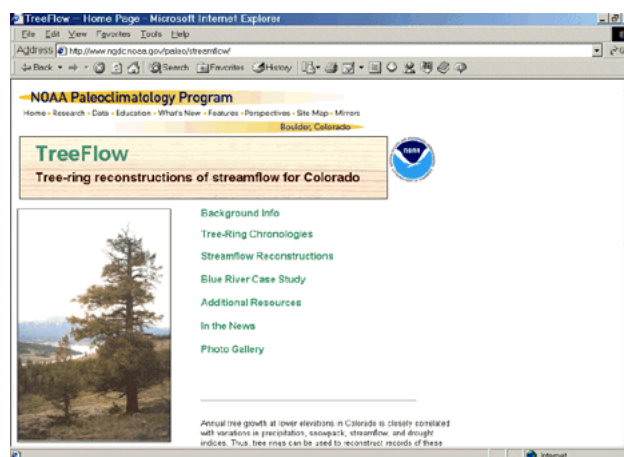 TreeFlow -- Home Page - Microsoft Internet Explorer
File Edit View Favorites Tools Help
Address http://www.ngdc.noaa.gov/paleo/streamflow/
Back Search Favorites History
NOAA Paleoclimatology Program
Home • Research • Data • Education • What's New • Features • Perspectives • Site Map • Mirrors
Boulder, Colorado
TreeFlow
Tree-ring reconstructions of streamflow for Colorado
NOAA
Background Info
Tree-Ring Chronologies
Streamflow Reconstructions
Blue River Case Study
Additional Resources
In the News
Photo Gallery
Annual tree growth at lower elevations in Colorado is closely correlated
with variations in precipitation, snowpack, streamflow, and drought
indices. Thus, tree rings can be used to reconstruct records of these
Internet